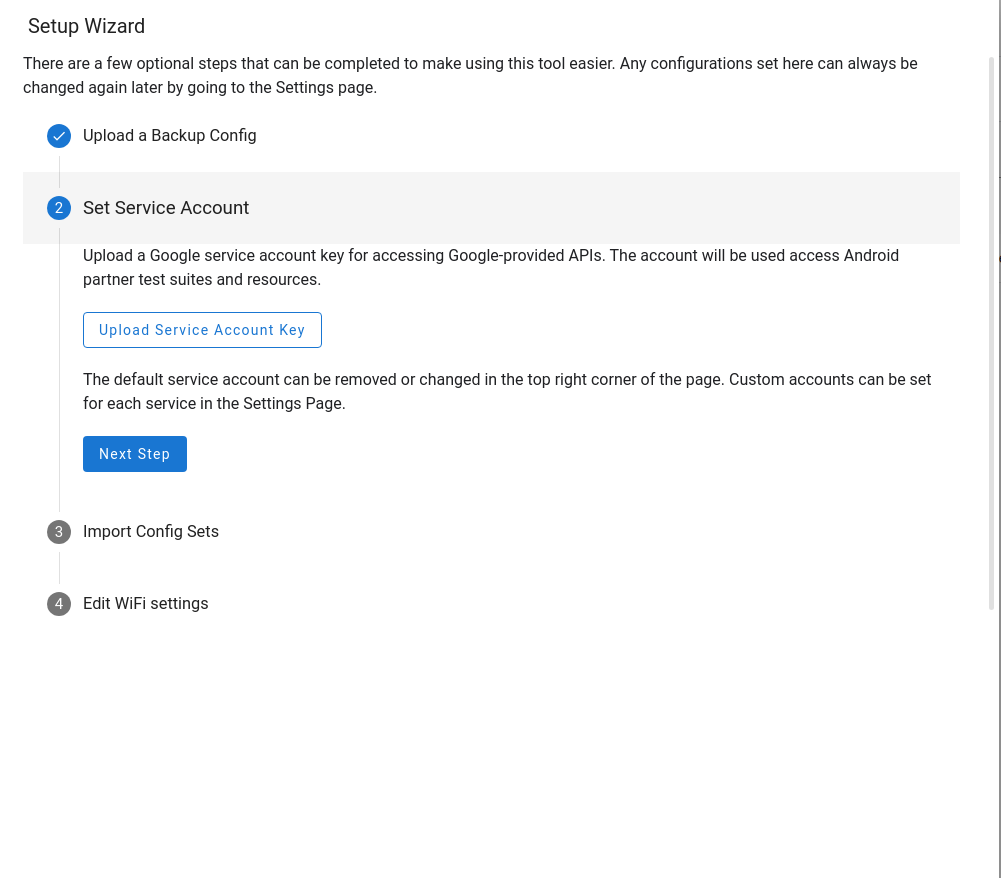 Setup Wizard
There are a few optional steps that can be completed to make using this tool easier. Any configurations set here can always be
changed again later by going to the Settings page.
Upload a Backup Config
2 Set Service Account
Upload a Google service account key for accessing Google-provided APIs. The account will be used access Android
partner test suites and resources.
Upload Service Account Key
The default service account can be removed or changed in the top right corner of the page. Custom accounts can be set
for each service in the Settings Page.
Next Step
3 Import Config Sets
4 Edit WiFi settings